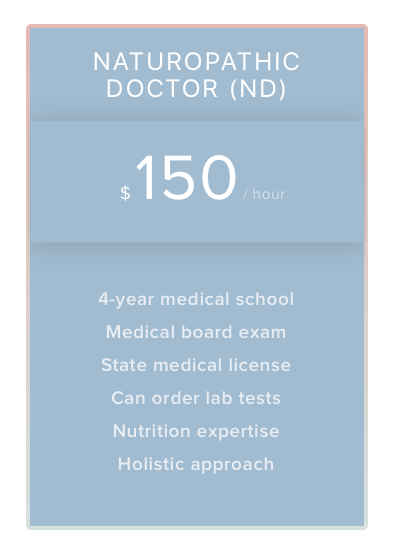 NATUROPATHIC
DOCTOR (ND)
$150 / hour
4-year medical school
Medical board exam
State medical license
Can order lab tests
Nutrition expertise
Holistic approach